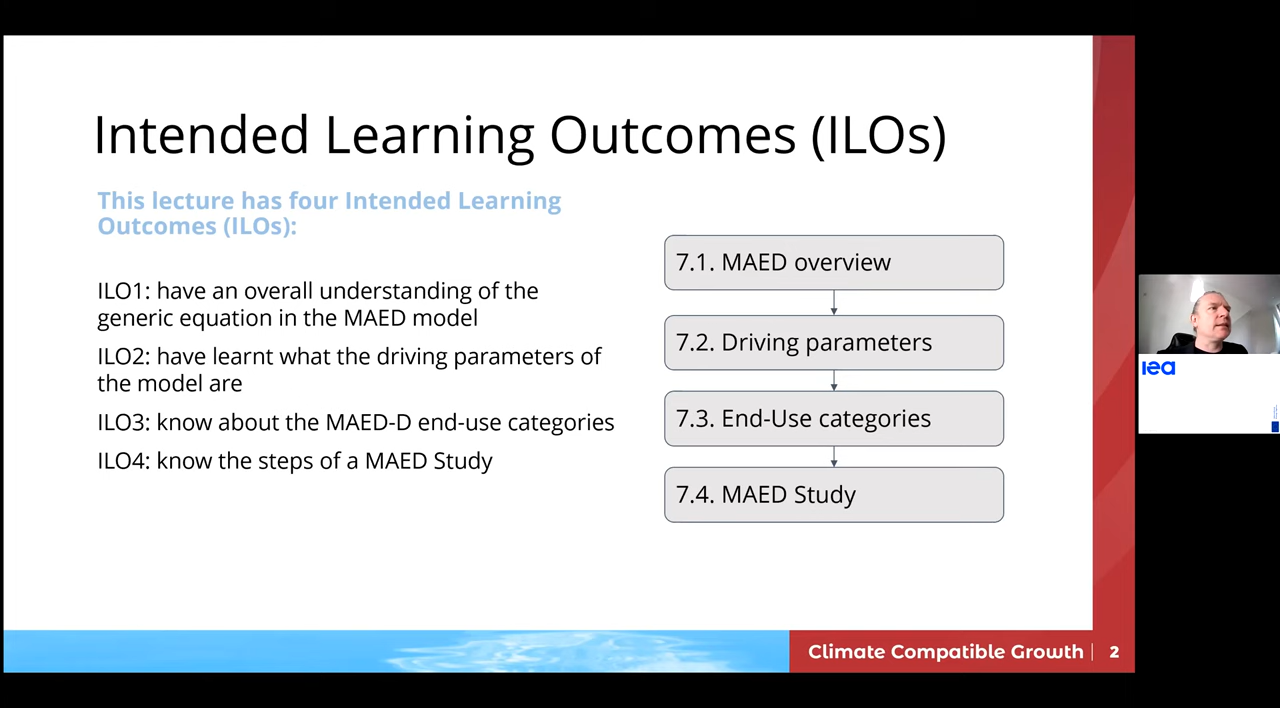 Intended Learning Outcomes (ILOs)
This lecture has four Intended Learning
Outcomes (ILOs):
ILO1: have an overall understanding of the
generic equation in the MAED model
ILO2: have learnt what the driving parameters of
the model are
ILO3: know about the MAED-D end-use categories
ILO4: know the steps of a MAED Study
7.1. MAED overview
7.2. Driving parameters
7.3. End-Use categories
7.4. MAED Study
Climate Compatible Growth | 2
iea